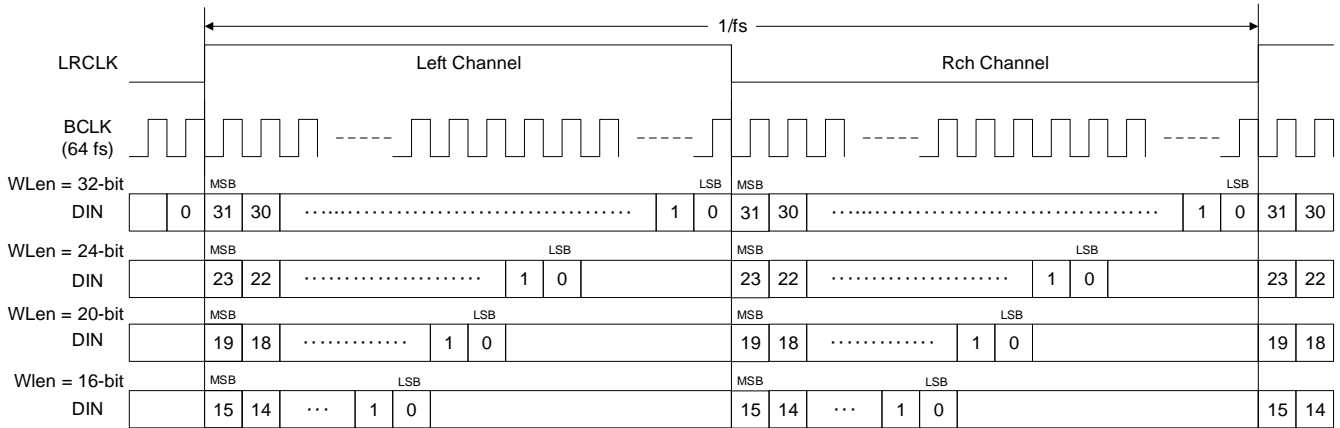 1/fs
LRCLK Left Channel Rch Channel
BCLK
(64 fs)
WLen = 32-bit MSB LSB MSB LSB
DIN 0 31 30 ································ 1 0 31 30 ································ 1 0 31 30
WLen = 24-bit MSB LSB MSB LSB
DIN 23 22 ······················ 1 0 23 22 ······················ 1 0 23 22
WLen = 20-bit MSB LSB MSB LSB
DIN 19 18 ············· 1 0 19 18 ············· 1 0 19 18
Wlen = 16-bit MSB LSB MSB LSB
DIN 15 14 ··· 1 0 15 14 ··· 1 0 15 14